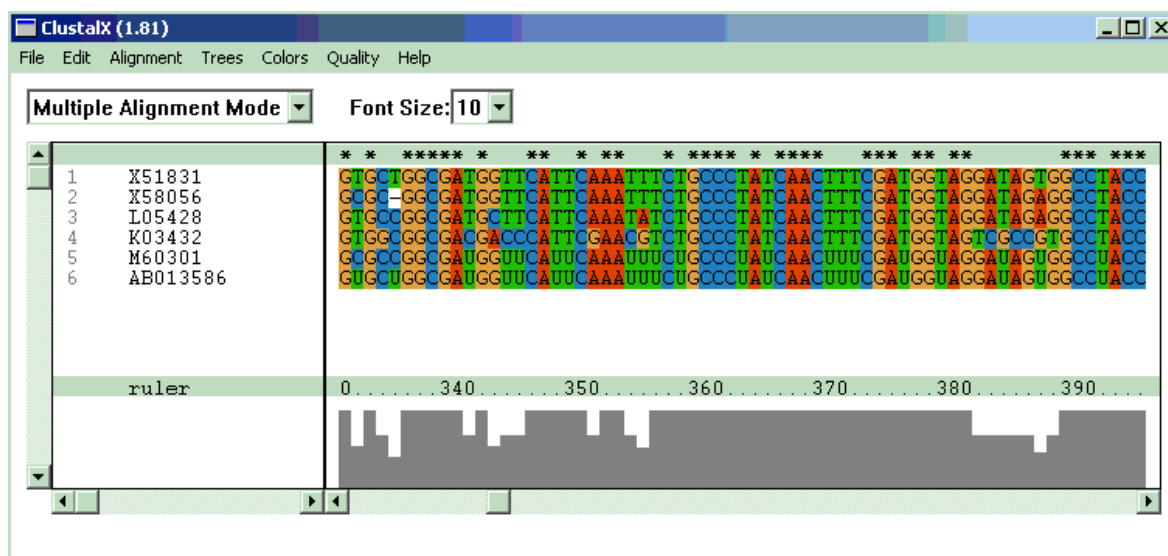 ClustalX (1.81)
File Edit Alignment Trees Colors Quality Help
Multiple Alignment Mode Font Size: 10
* *  ***** *   **  * **   * **** * ****   *** ** **       *** ***
1 X51831 GTGCTGGCGATGGTTCATTCAAATTTCTGCCCTATCAACTTTCGATGGTAGGATAGTGGCCTACC
2 X58056 GCGC-GGCGATGGTTCATTCAAATTTCTGCCCTATCAACTTTCGATGGTAGGATAGAGGCCTACC
3 L05428 GTGCCGGCGATGCTTCATTCAAATATCTGCCCTATCAACTTTCGATGGTAGGATAGAGGCCTACC
4 K03432 GTGGCGGCGACGACCCATTCGAACGTCTGCCCTATCAACTTTCGATGGTAGTCGCCGTGCCTACC
5 M60301 GCGCCGGCGAUGGUUCAUUCAAAUUUCUGCCCUAUCAACUUUCGAUGGUAGGAUAGUGGCCUACC
6 AB013586 GUGCUGGCGAUGGUUCAUUCAAAUUUCUGCCCUAUCAACUUUCGAUGGUAGGAUAGUGGCCUACC
ruler 0.......340.......350.......360.......370.......380.......390....